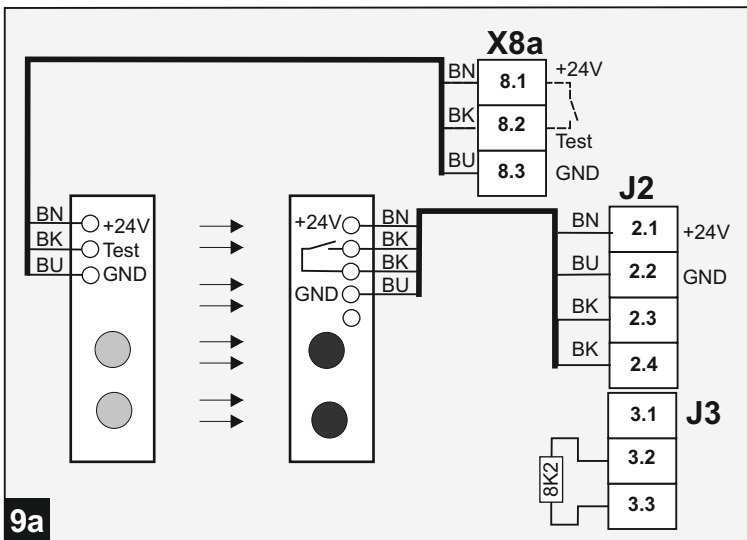 X8a
BN 8.1 +24V
BK 8.2 Test
BU 8.3 GND
J2
BN 2.1 +24V
BU 2.2 GND
BK 2.3
BK 2.4
BN +24V
BK Test
BU GND
+24V BN
BK
BK
GND BU
3.1 J3
3.2
8K2
3.3
9a